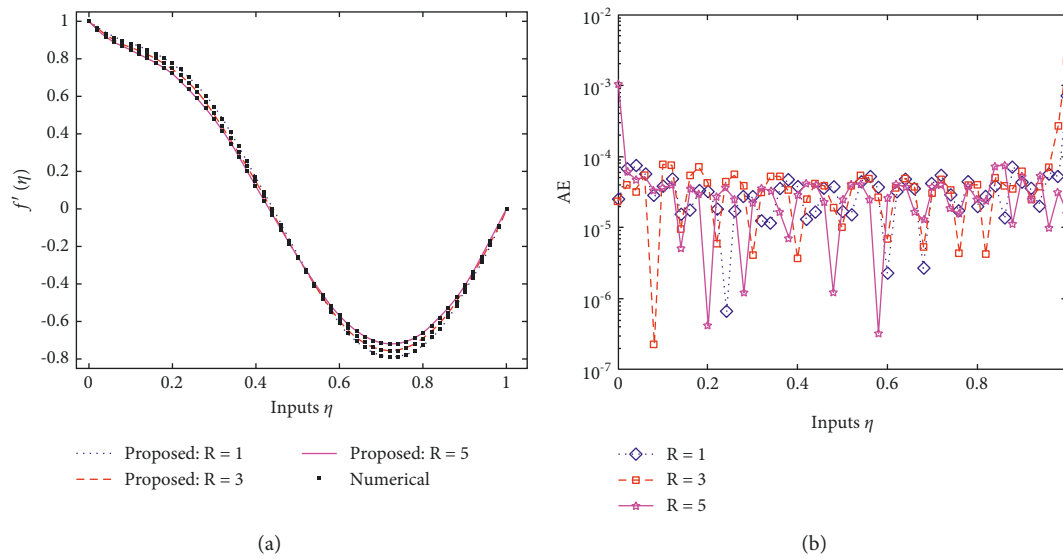 1
0.8
0.6
0.4
0.2
0
-0.2
-0.4
-0.6
-0.8
f′ (η)
0 0.2 0.4 0.6 0.8 1
Inputs η
Proposed: R = 1
Proposed: R = 3
Proposed: R = 5
Numerical
(a)
10⁻²
10⁻³
10⁻⁴
10⁻⁵
10⁻⁶
10⁻⁷
AE
0 0.2 0.4 0.6 0.8
Inputs η
R = 1
R = 3
R = 5
(b)